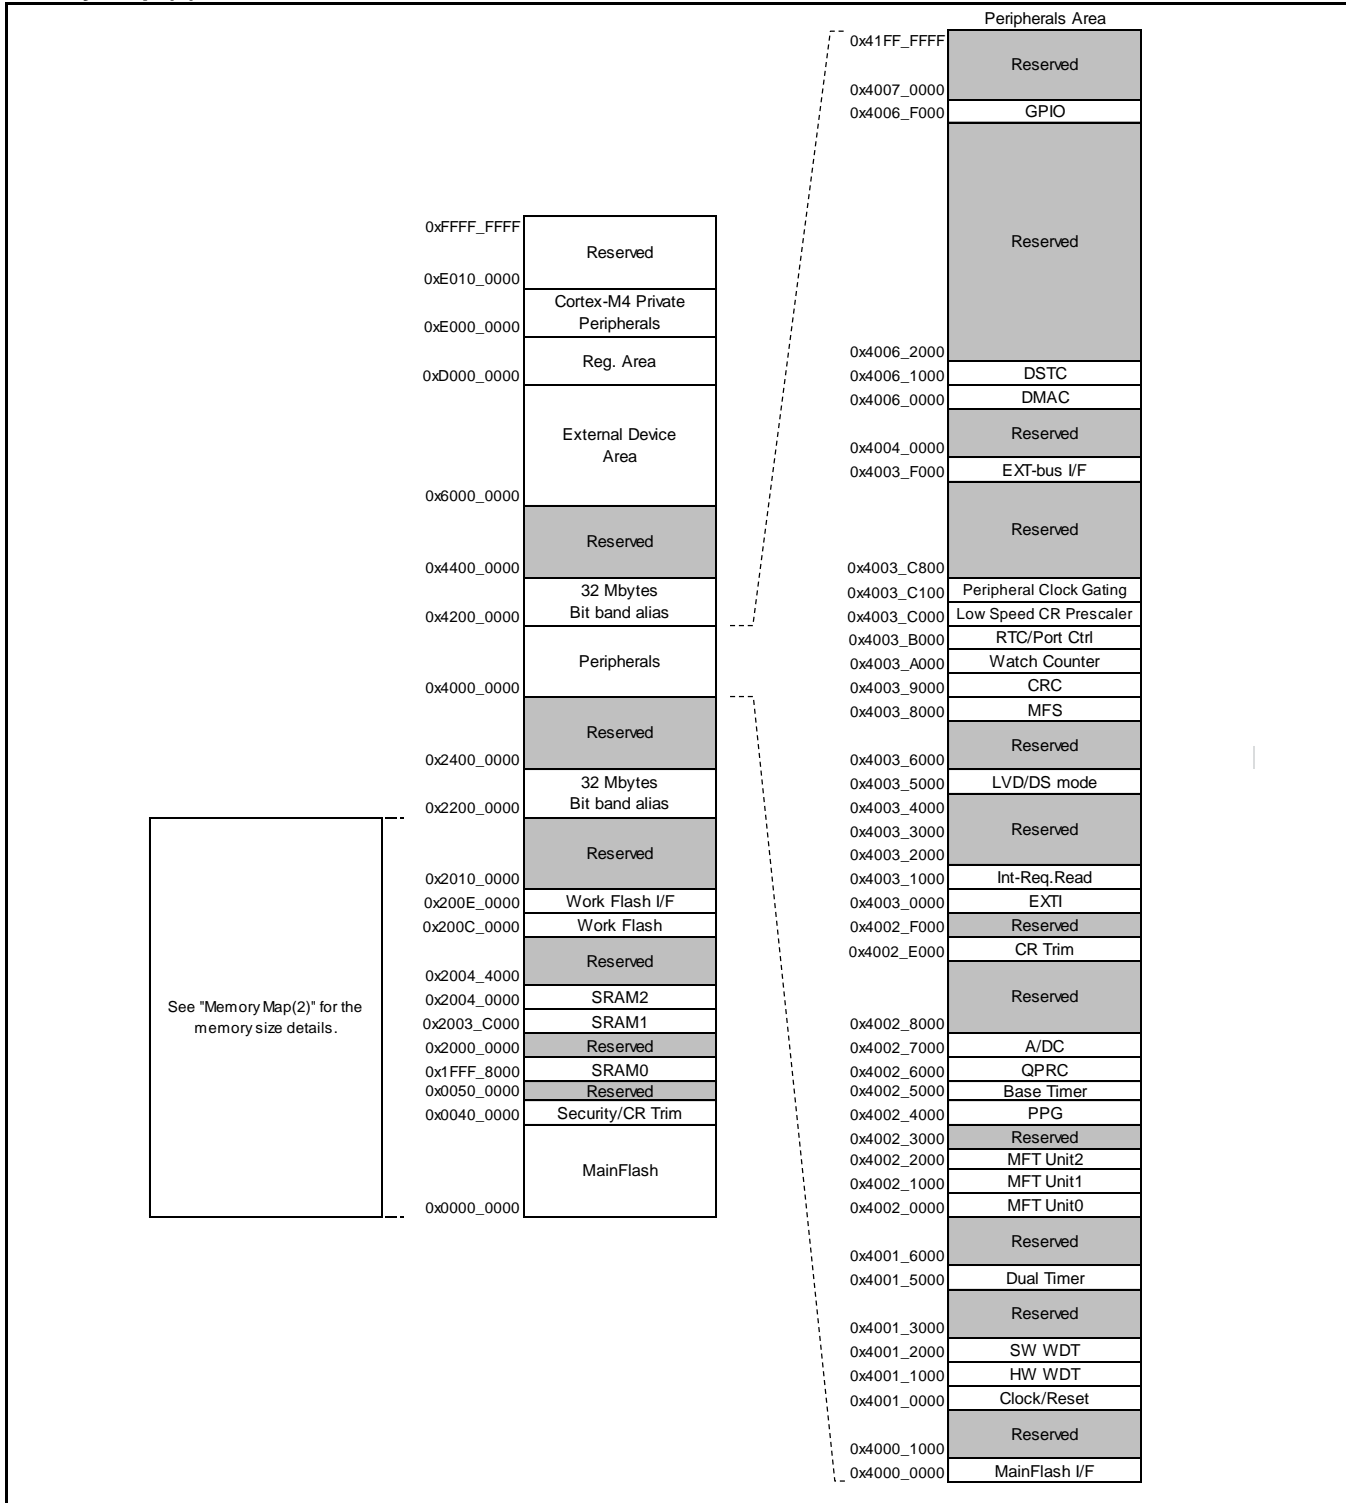 0xFFFF_FFFF
Reserved
0xE010_0000
Cortex-M4 Private
Peripherals
0xE000_0000
Reg. Area
0xD000_0000
External Device
Area
0x6000_0000
Reserved
0x4400_0000
32 Mbytes
Bit band alias
0x4200_0000
Peripherals
0x4000_0000
Reserved
0x2400_0000
32 Mbytes
Bit band alias
0x2200_0000
Reserved
0x2010_0000
0x200E_0000 Work Flash I/F
0x200C_0000 Work Flash
Reserved
0x2004_4000
0x2004_0000 SRAM2
0x2003_C000 SRAM1
0x2000_0000 Reserved
0x1FFF_8000 SRAM0
0x0050_0000 Reserved
0x0040_0000 Security/CR Trim
MainFlash
0x0000_0000
See "Memory Map(2)" for the
memory size details.
Peripherals Area
0x41FF_FFFF
Reserved
0x4007_0000
0x4006_F000 GPIO
Reserved
0x4006_2000
0x4006_1000 DSTC
0x4006_0000 DMAC
Reserved
0x4004_0000
0x4003_F000 EXT-bus I/F
Reserved
0x4003_C800
0x4003_C100 Peripheral Clock Gating
0x4003_C000 Low Speed CR Prescaler
0x4003_B000 RTC/Port Ctrl
0x4003_A000 Watch Counter
0x4003_9000 CRC
0x4003_8000 MFS
Reserved
0x4003_6000
0x4003_5000 LVD/DS mode
0x4003_4000
0x4003_3000 Reserved
0x4003_2000
0x4003_1000 Int-Req.Read
0x4003_0000 EXTI
0x4002_F000 Reserved
0x4002_E000 CR Trim
Reserved
0x4002_8000
0x4002_7000 A/DC
0x4002_6000 QPRC
0x4002_5000 Base Timer
0x4002_4000 PPG
0x4002_3000 Reserved
0x4002_2000 MFT Unit2
0x4002_1000 MFT Unit1
0x4002_0000 MFT Unit0
Reserved
0x4001_6000
0x4001_5000 Dual Timer
Reserved
0x4001_3000
0x4001_2000 SW WDT
0x4001_1000 HW WDT
0x4001_0000 Clock/Reset
Reserved
0x4000_1000
0x4000_0000 MainFlash I/F